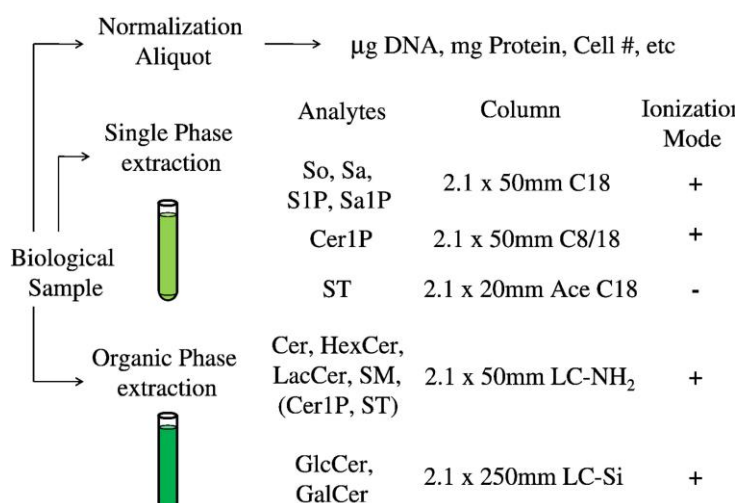 Normalization
Aliquot
μg DNA, mg Protein, Cell #, etc
Analytes
Column
Ionization
Mode
Single Phase
extraction
So, Sa,
S1P, Sa1P
2.1 x 50mm C18
+
Cer1P
2.1 x 50mm C8/18
+
Biological
Sample
ST
2.1 x 20mm Ace C18
-
Organic Phase
extraction
Cer, HexCer,
LacCer, SM,
(Cer1P, ST)
2.1 x 50mm LC-NH₂
+
GlcCer,
GalCer
2.1 x 250mm LC-Si
+